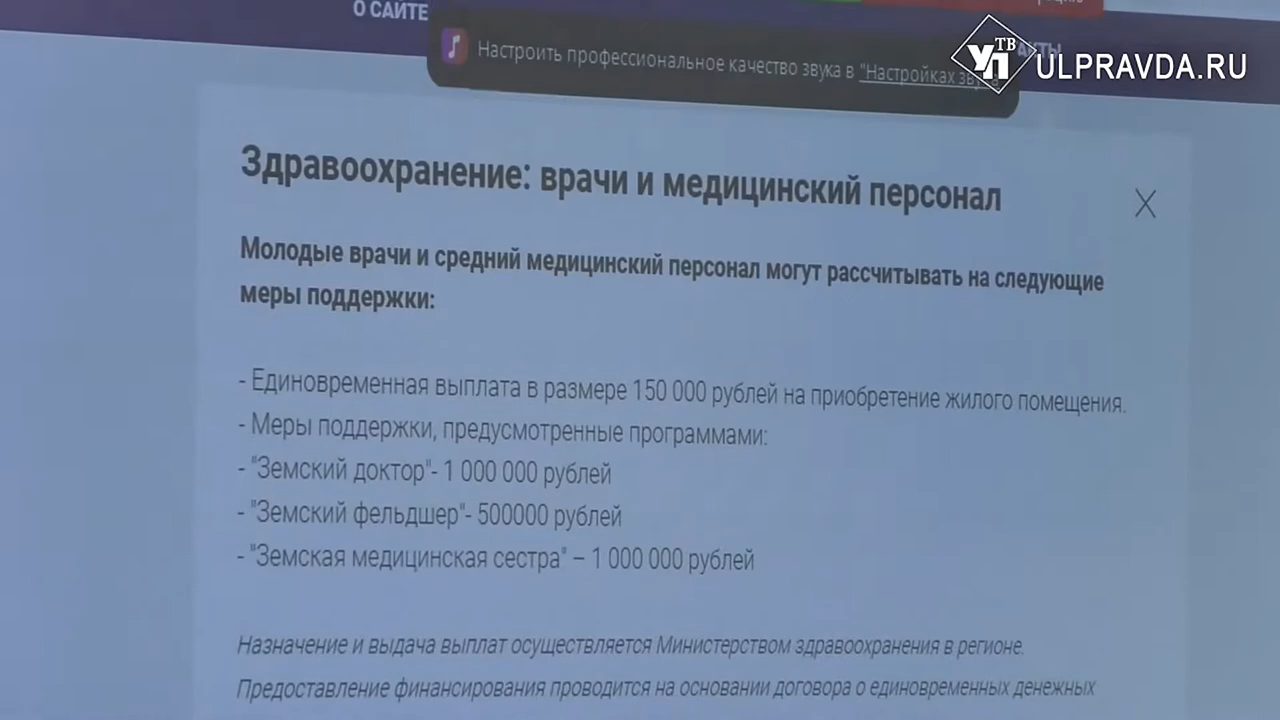 О САЙТЕ
Настроить профессиональное качество звука в "Настройках
УП ТВ ULPRAVDA.RU
Здравоохранение: врачи и медицинский персонал
Молодые врачи и средний медицинский персонал могут рассчитывать на следующие
меры поддержки:
- Единовременная выплата в размере 150 000 рублей на приобретение жилого помещения.
- Меры поддержки, предусмотренные программами:
- "Земский доктор"- 1 000 000 рублей
- "Земский фельдшер"- 500000 рублей
- "Земская медицинская сестра" – 1 000 000 рублей
Назначение и выдача выплат осуществляется Министерством здравоохранения в регионе.
Предоставление финансирования проводится на основании договора о единовременных денежных